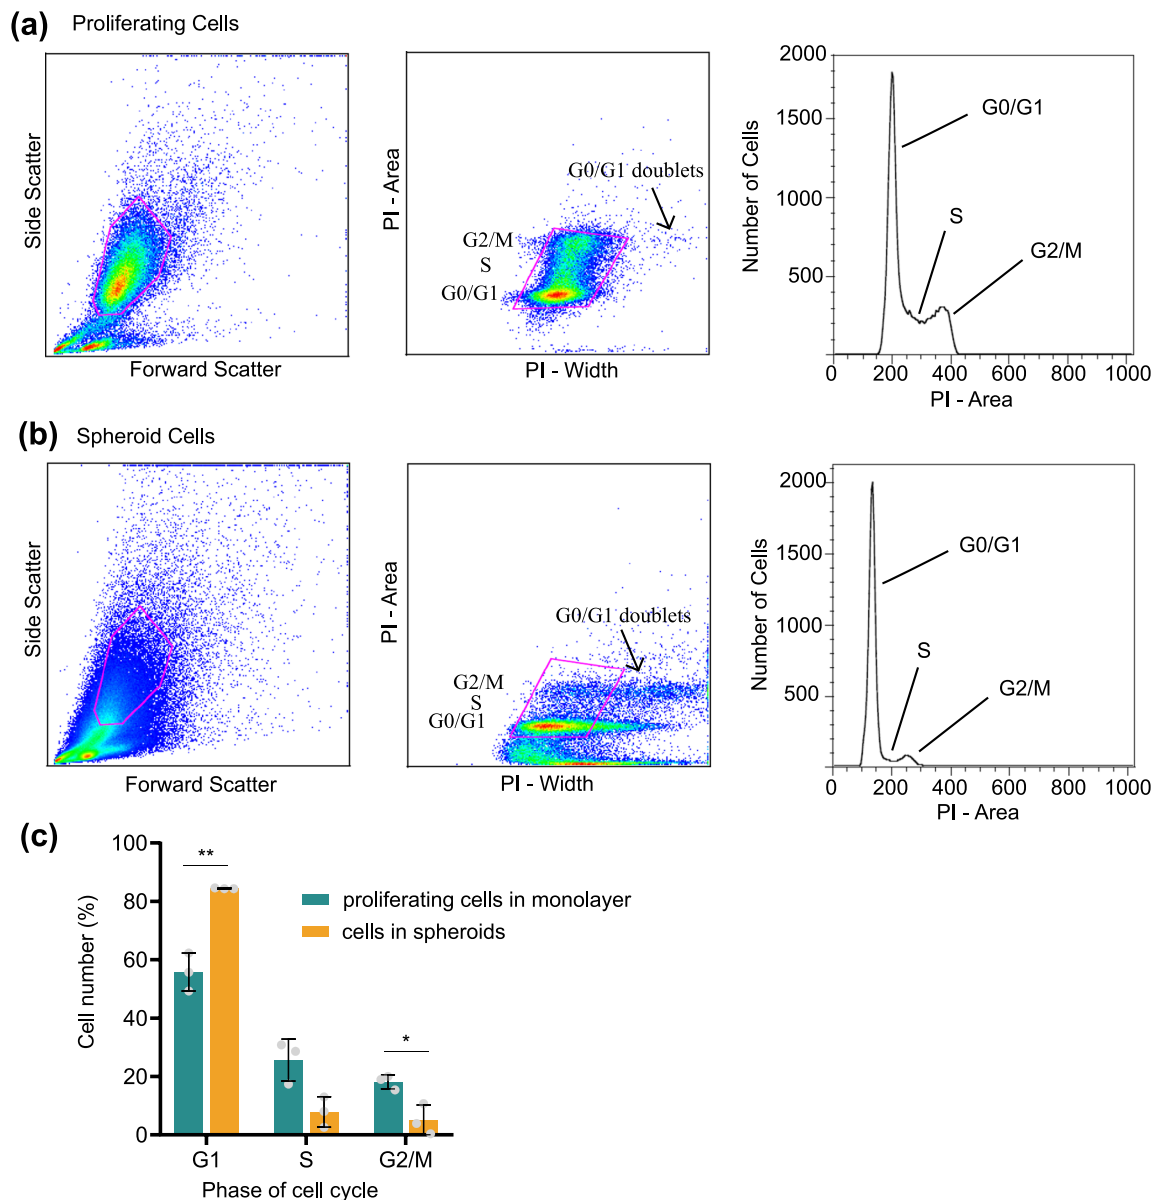 (a) Proliferating Cells
Side Scatter
Forward Scatter
PI - Area
G0/G1 doublets
G2/M
S
G0/G1
PI - Width
Number of Cells
2000
1500
1000
500
G0/G1
S
G2/M
0 200 400 600 800 1000
PI - Area
(b) Spheroid Cells
Side Scatter
Forward Scatter
PI - Area
G0/G1 doublets
G2/M
S
G0/G1
PI - Width
Number of Cells
2000
1500
1000
500
G0/G1
S
G2/M
0 200 400 600 800 1000
PI - Area
(c)
Cell number (%)
100
80
60
40
20
0
**
*
proliferating cells in monolayer
cells in spheroids
G1 S G2/M
Phase of cell cycle